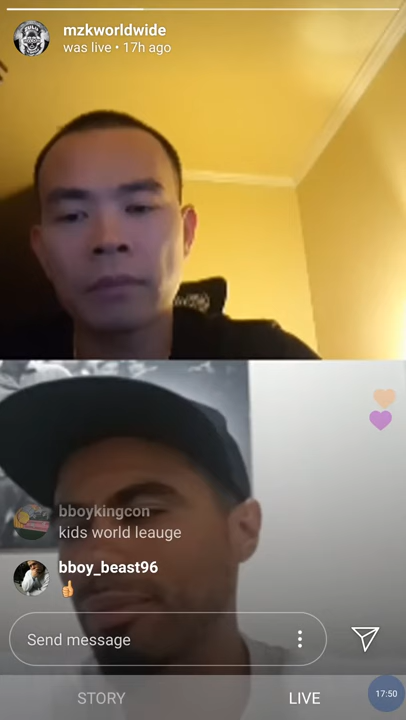 mzkworldwide
was live • 17h ago
bboykingcon
kids world leauge
bboy_beast96
👍
Send message
STORY
LIVE
17:50